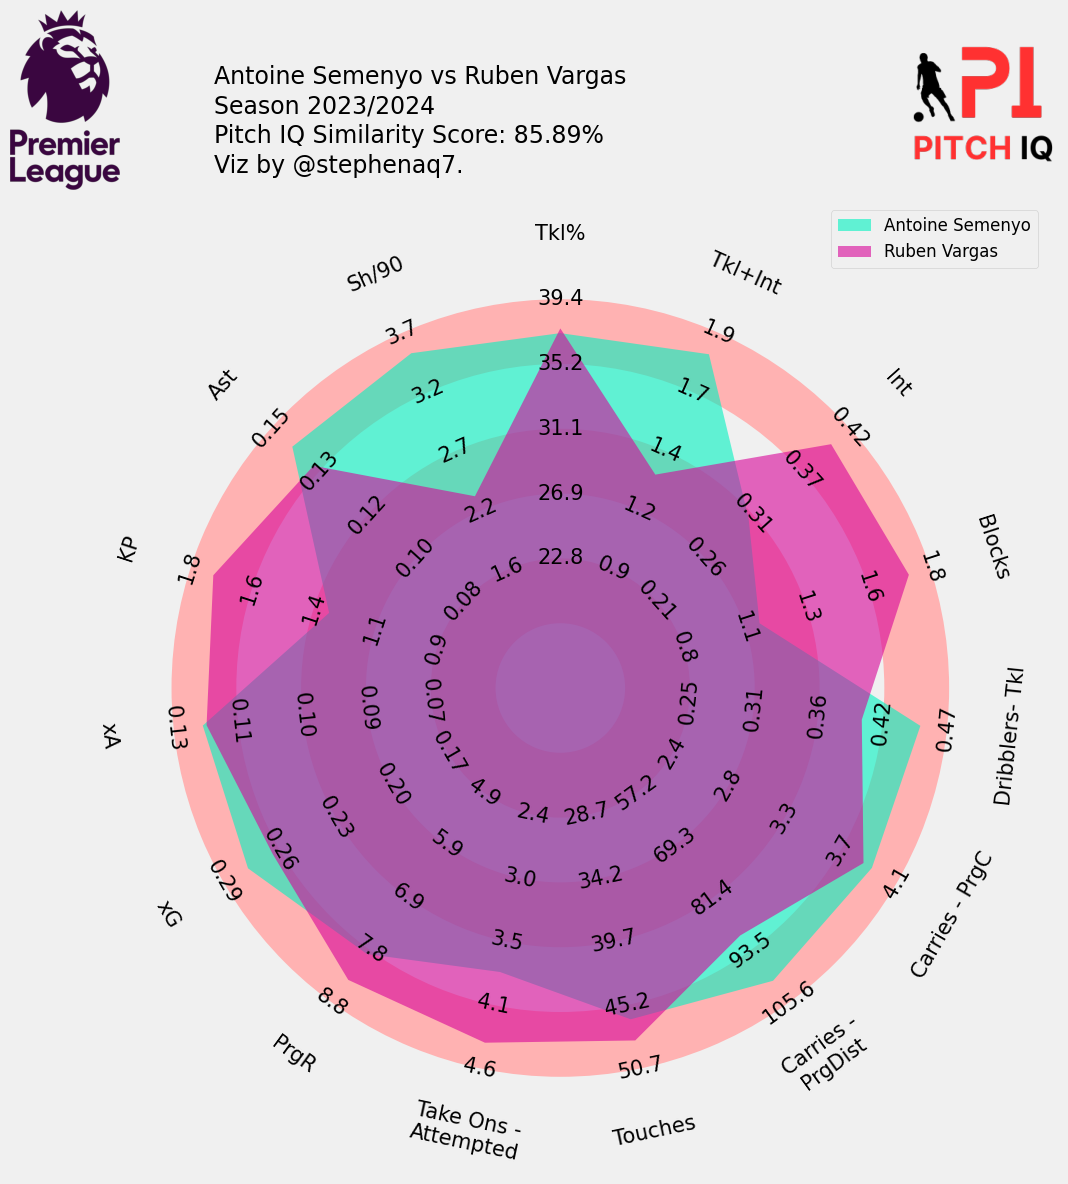 Antoine Semenyo vs Ruben Vargas
Season 2023/2024
Pitch IQ Similarity Score: 85.89%
Viz by @stephenaq7.
Premier
League
PI
PITCH IQ
Antoine Semenyo
Ruben Vargas
Tkl%
39.4
35.2
31.1
26.9
22.8
Tkl+Int
1.9
1.7
1.4
1.2
0.9
Int
0.42
0.37
0.31
0.26
0.21
Blocks
1.8
1.6
1.3
1.1
0.8
Dribblers- Tkl
0.47
0.42
0.36
0.31
0.25
Carries - PrgC
4.1
3.7
3.3
2.8
2.4
Carries -
PrgDist
105.6
93.5
81.4
69.3
57.2
Touches
50.7
45.2
39.7
34.2
28.7
Take Ons -
Attempted
4.6
4.1
3.5
3.0
2.4
PrgR
8.8
7.8
6.9
5.9
4.9
xG
0.29
0.26
0.23
0.20
0.17
xA
0.13
0.11
0.10
0.09
0.07
KP
1.8
1.6
1.4
1.1
0.9
Ast
0.15
0.13
0.12
0.10
0.08
Sh/90
3.7
3.2
2.7
2.2
1.6